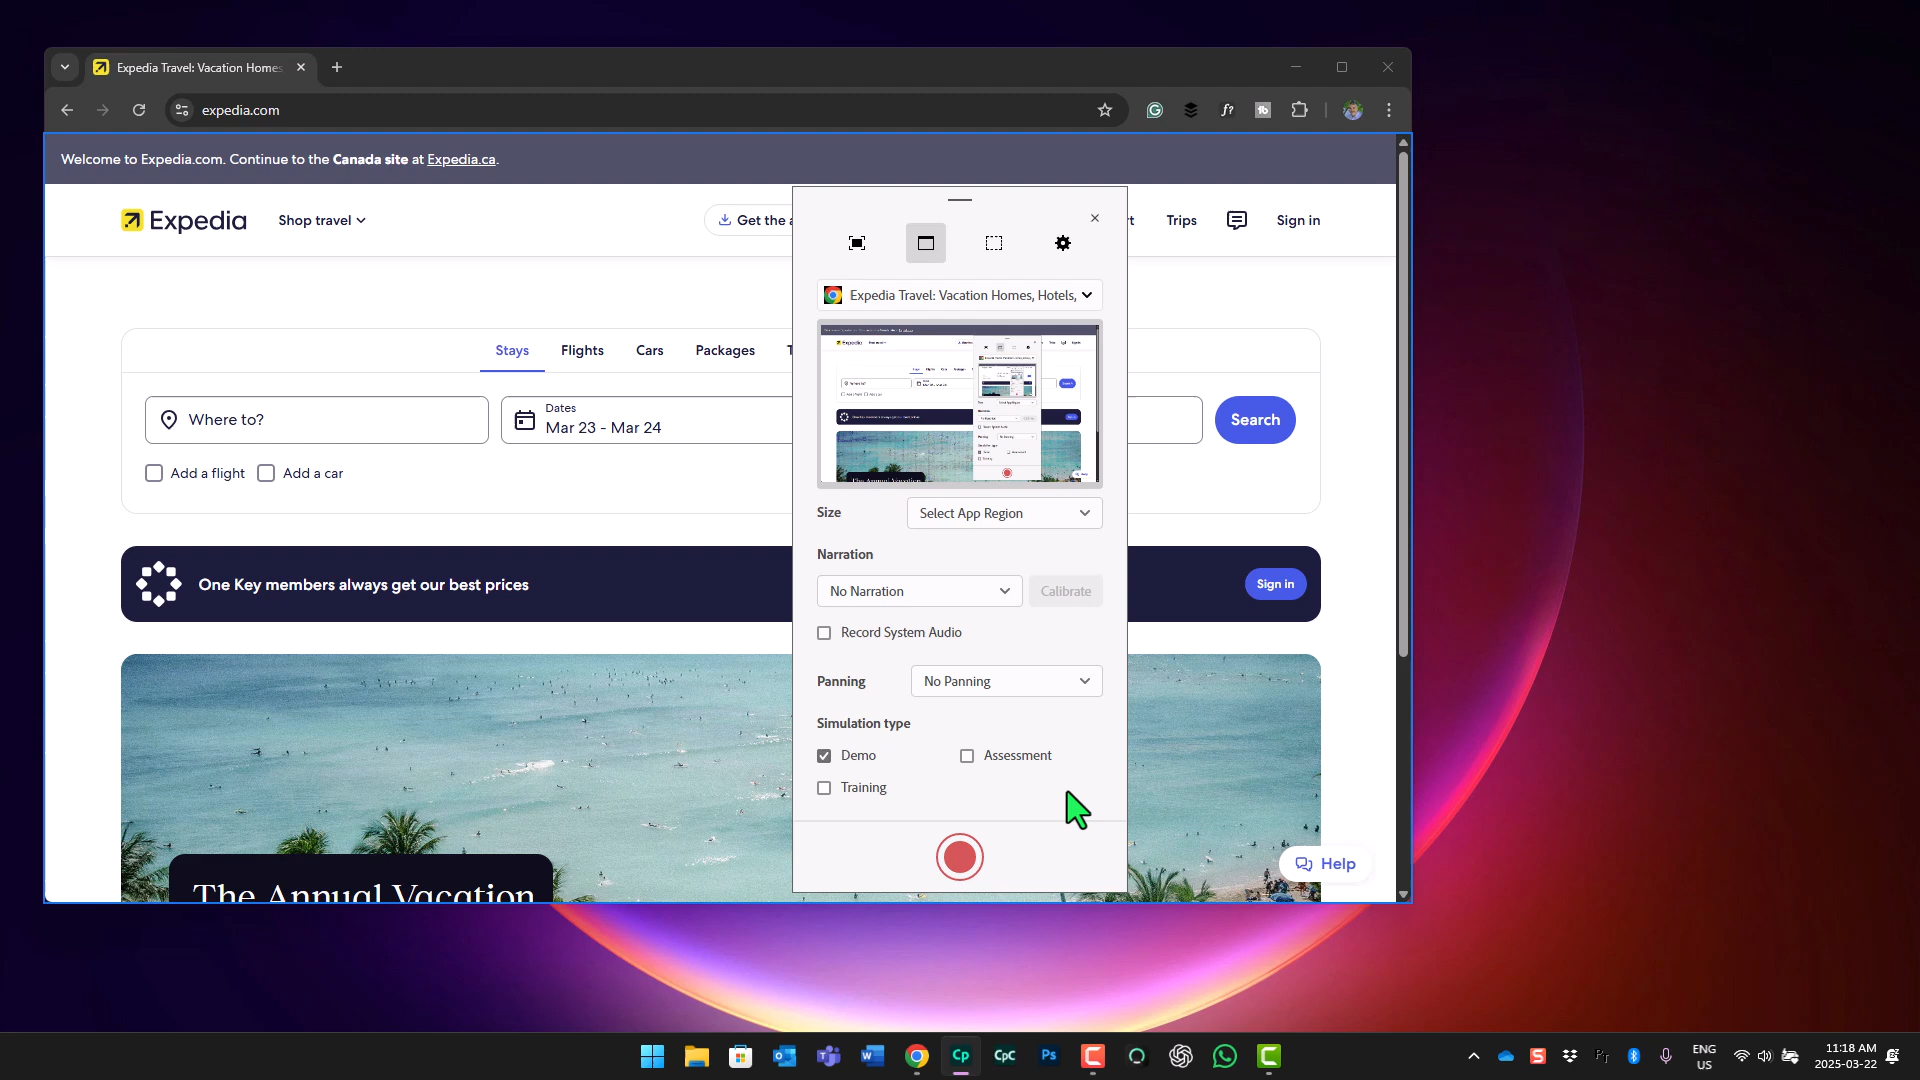 Expedia Travel: Vacation Homes
expedia.com
Welcome to Expedia.com. Continue to the Canada site at Expedia.ca.
Expedia
Shop travel
Get the a
Trips
Sign in
Expedia Travel: Vacation Homes, Hotels,
Stays
Flights
Cars
Packages
Where to?
Dates
Mar 23 - Mar 24
Search
Add a flight
Add a car
Size
Select App Region
Narration
No Narration
Calibrate
One Key members always get our best prices
Sign in
Record System Audio
Panning
No Panning
Simulation type
Demo
Assessment
Training
Help
The Annual Vacation
Cp
CpC
Ps
ENG
US
11:18 AM
2025-03-22